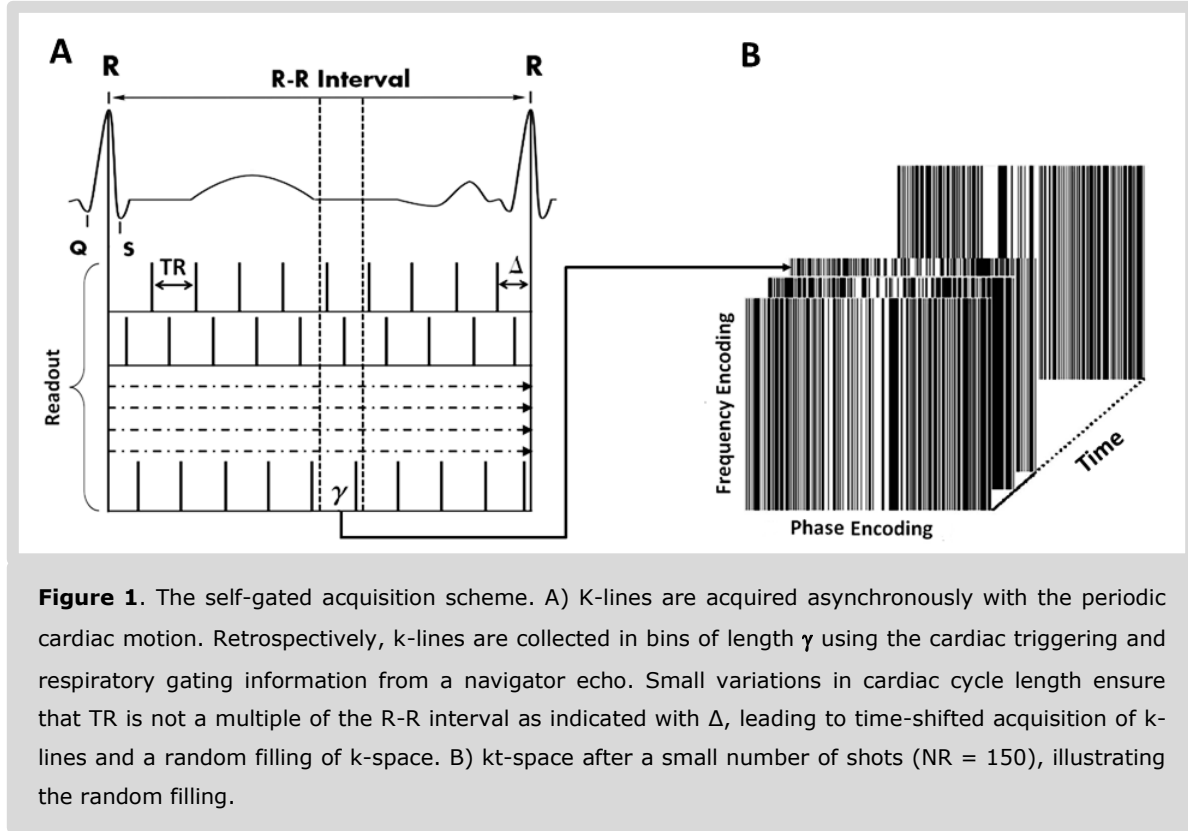 A
B
R
R
R-R Interval
Q
S
TR
Δ
Readout
γ
Frequency Encoding
Phase Encoding
Time
Figure 1. The self-gated acquisition scheme. A) K-lines are acquired asynchronously with the periodic
cardiac motion. Retrospectively, k-lines are collected in bins of length γ using the cardiac triggering and
respiratory gating information from a navigator echo. Small variations in cardiac cycle length ensure
that TR is not a multiple of the R-R interval as indicated with Δ, leading to time-shifted acquisition of k-
lines and a random filling of k-space. B) kt-space after a small number of shots (NR = 150), illustrating
the random filling.